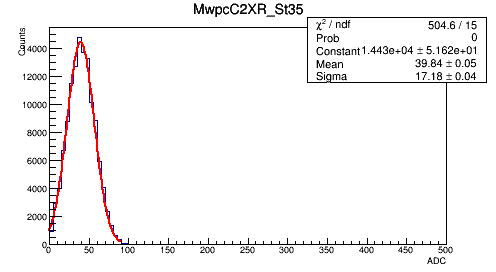 MwpcC2XR_St35
χ² / ndf 504.6 / 15
Prob 0
Constant 1.443e+04 ± 5.162e+01
Mean 39.84 ± 0.05
Sigma 17.18 ± 0.04
Counts
14000
12000
10000
8000
6000
4000
2000
0
0 50 100 150 200 250 300 350 400 450 500
ADC